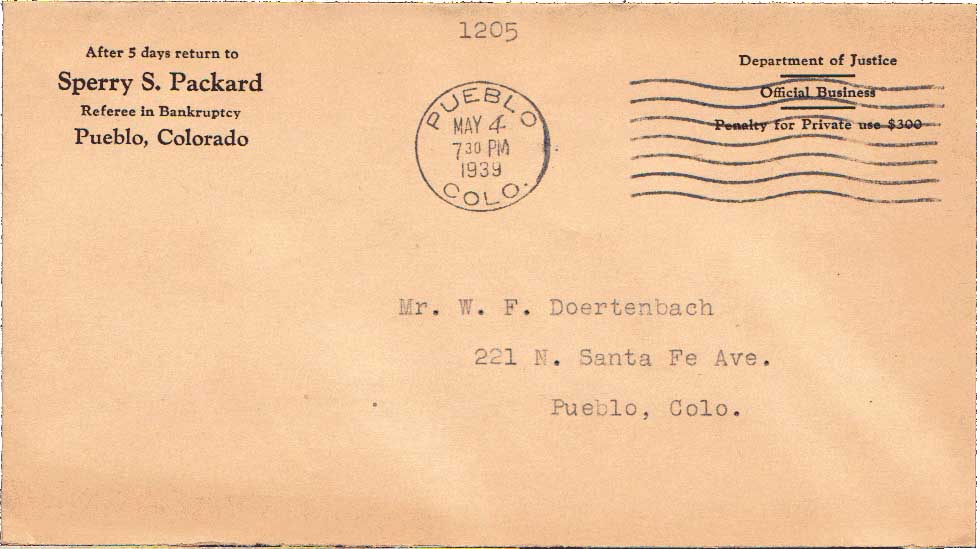 1205
After 5 days return to
Sperry S. Packard
Referee in Bankruptcy
Pueblo, Colorado
PUEBLO
MAY 4
7 30 PM
1939
COLO.
Department of Justice
Official Business
Penalty for Private use $300
Mr. W. F. Doertenbach
221 N. Santa Fe Ave.
Pueblo, Colo.